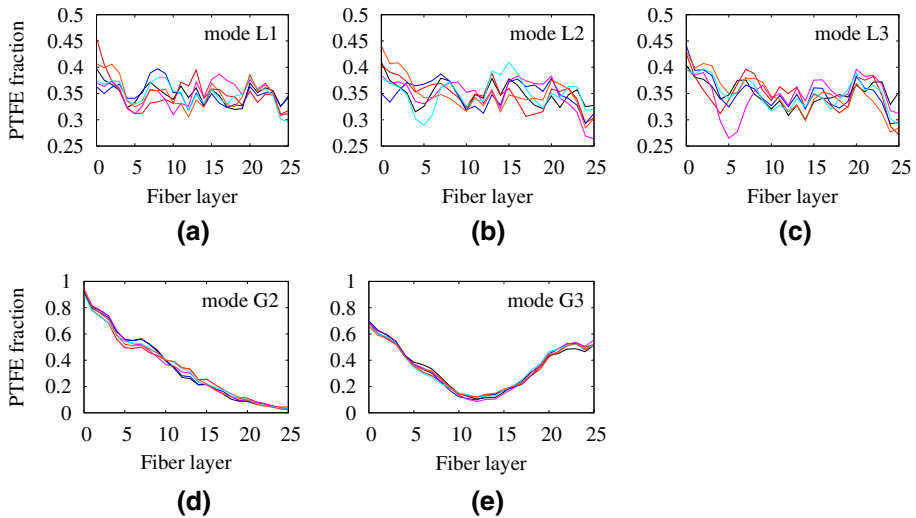 0.5
0.45
0.4
0.35
0.3
0.25
PTFE fraction
mode L1
0 5 10 15 20 25
Fiber layer
(a)
0.5
0.45
0.4
0.35
0.3
0.25
mode L2
0 5 10 15 20 25
Fiber layer
(b)
0.5
0.45
0.4
0.35
0.3
0.25
mode L3
0 5 10 15 20 25
Fiber layer
(c)
1
0.8
0.6
0.4
0.2
0
PTFE fraction
mode G2
0 5 10 15 20 25
Fiber layer
(d)
1
0.8
0.6
0.4
0.2
0
mode G3
0 5 10 15 20 25
Fiber layer
(e)